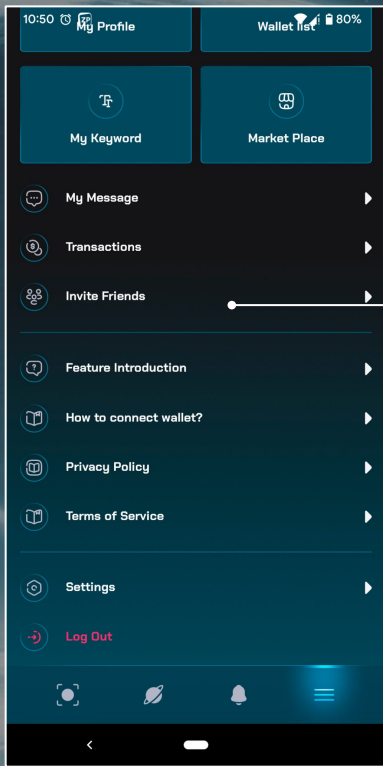 10:50 ZP 80%
My Profile Wallet list
My Keyword Market Place
My Message
Transactions
Invite Friends
Feature Introduction
How to connect wallet?
Privacy Policy
Terms of Service
Settings
Log Out